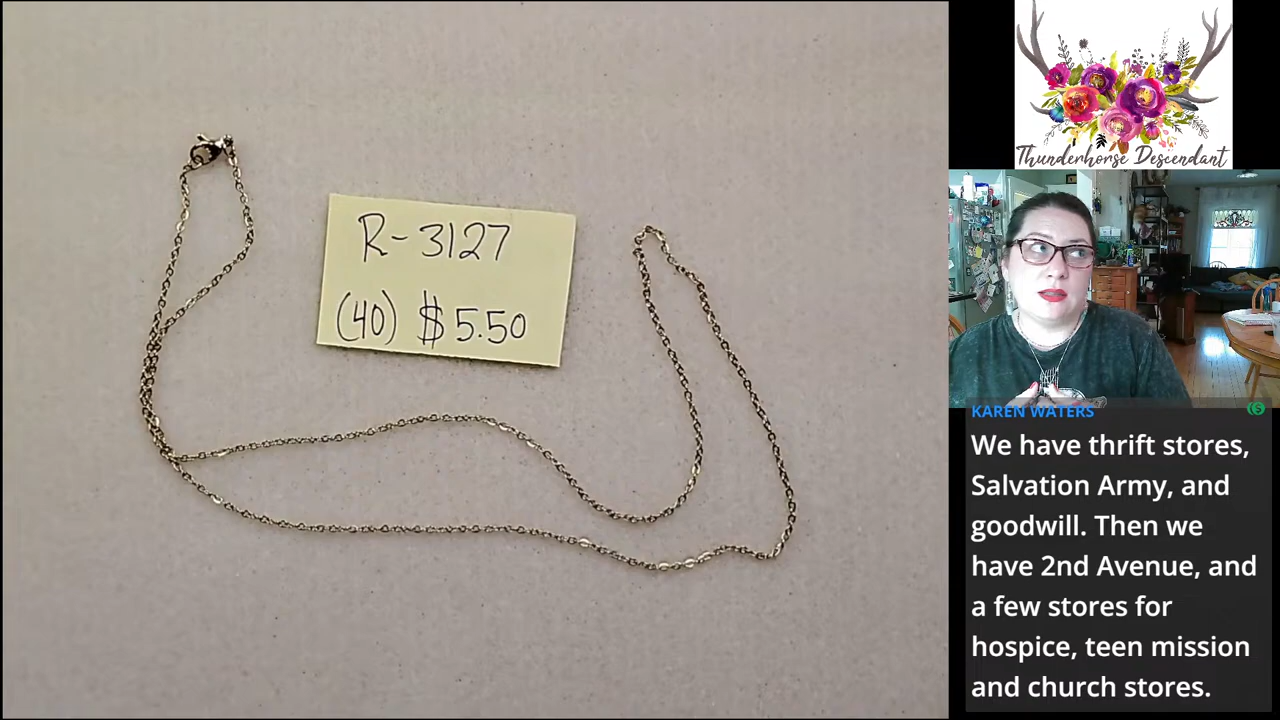 R-3127
(40) $5.50
Thunderhorse Descendant
KAREN WATERS
We have thrift stores,
Salvation Army, and
goodwill. Then we
have 2nd Avenue, and
a few stores for
hospice, teen mission
and church stores.